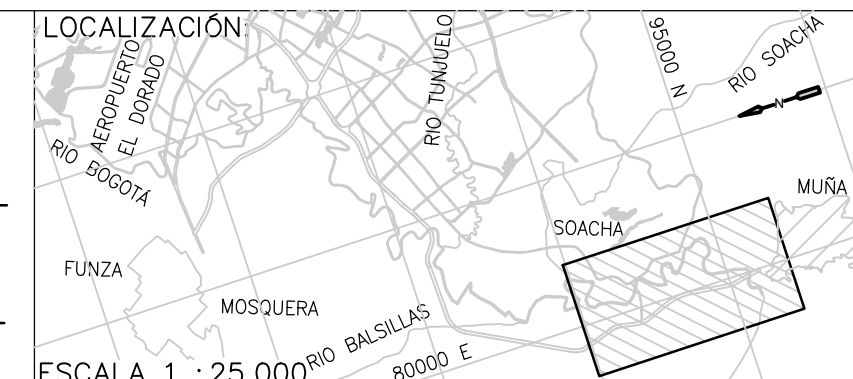 LOCALIZACIÓN:
AEROPUERTO
EL DORADO
RIO BOGOTÁ
RIO TUNJUELO
95000 N
RIO SOACHA
N
MUÑA
SOACHA
FUNZA
MOSQUERA
RIO BALSILLAS
80000 E
ESCALA 1 : 25.000